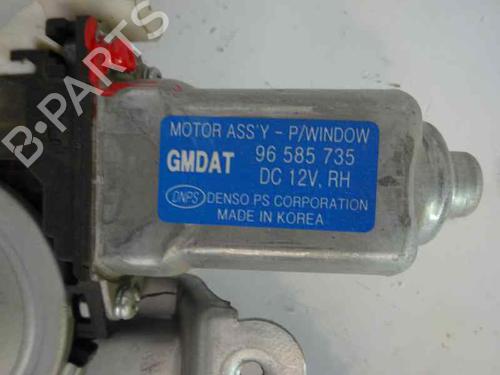 B-PARTS
MOTOR ASS'Y - P/WINDOW
GMDAT 96 585 735
DC 12V, RH
DNPS DENSO PS CORPORATION
MADE IN KOREA